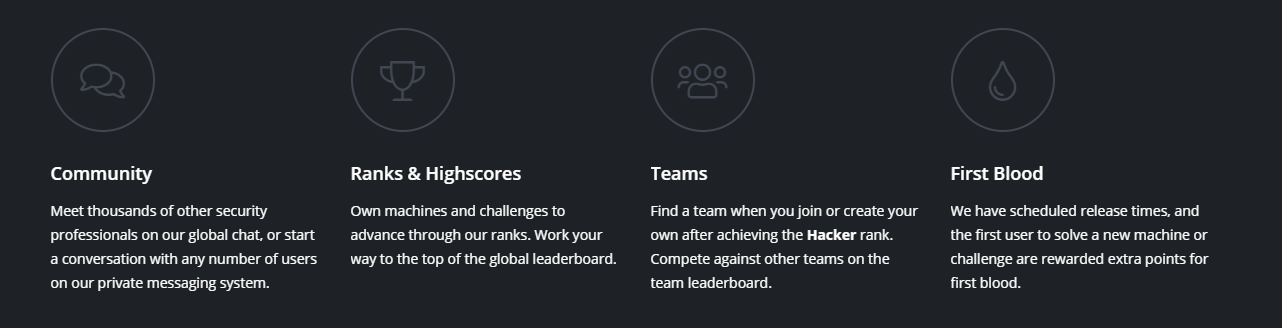 Community
Meet thousands of other security
professionals on our global chat, or start
a conversation with any number of users
on our private messaging system.
Ranks & Highscores
Own machines and challenges to
advance through our ranks. Work your
way to the top of the global leaderboard.
Teams
Find a team when you join or create your
own after achieving the Hacker rank.
Compete against other teams on the
team leaderboard.
First Blood
We have scheduled release times, and
the first user to solve a new machine or
challenge are rewarded extra points for
first blood.